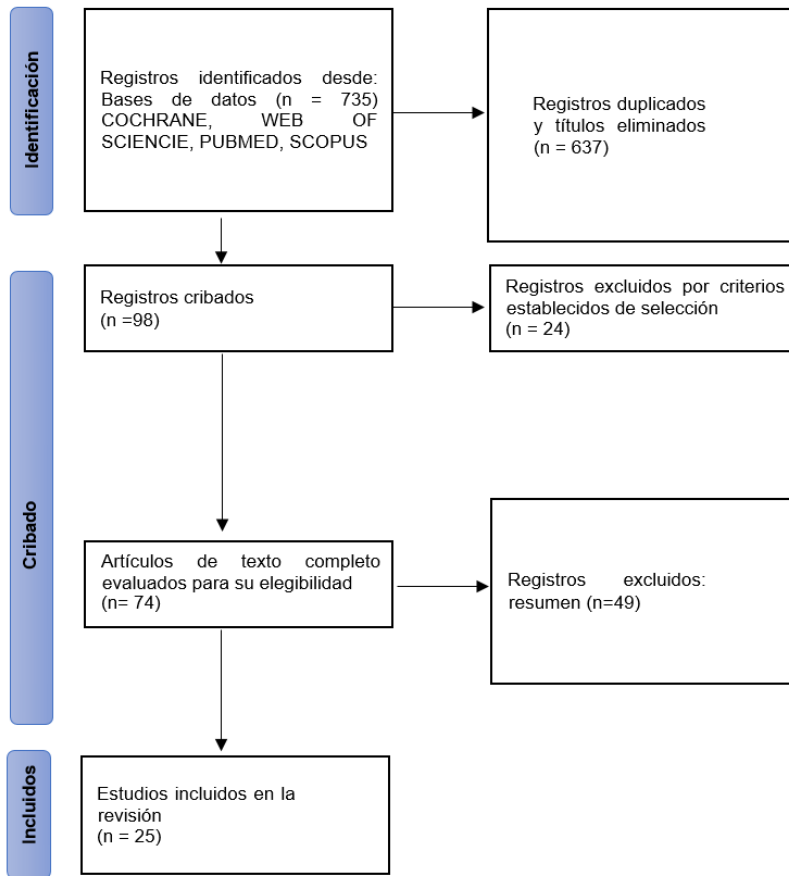 Identificación
Registros identificados desde:
Bases de datos (n = 735)
COCHRANE, WEB OF
SCIENCIE, PUBMED, SCOPUS
Registros duplicados
y títulos eliminados
(n = 637)
Cribado
Registros cribados
(n =98)
Registros excluidos por criterios
establecidos de selección
(n = 24)
Artículos de texto completo
evaluados para su elegibilidad
(n= 74)
Registros excluidos:
resumen (n=49)
Incluidos
Estudios incluidos en la
revisión
(n = 25)